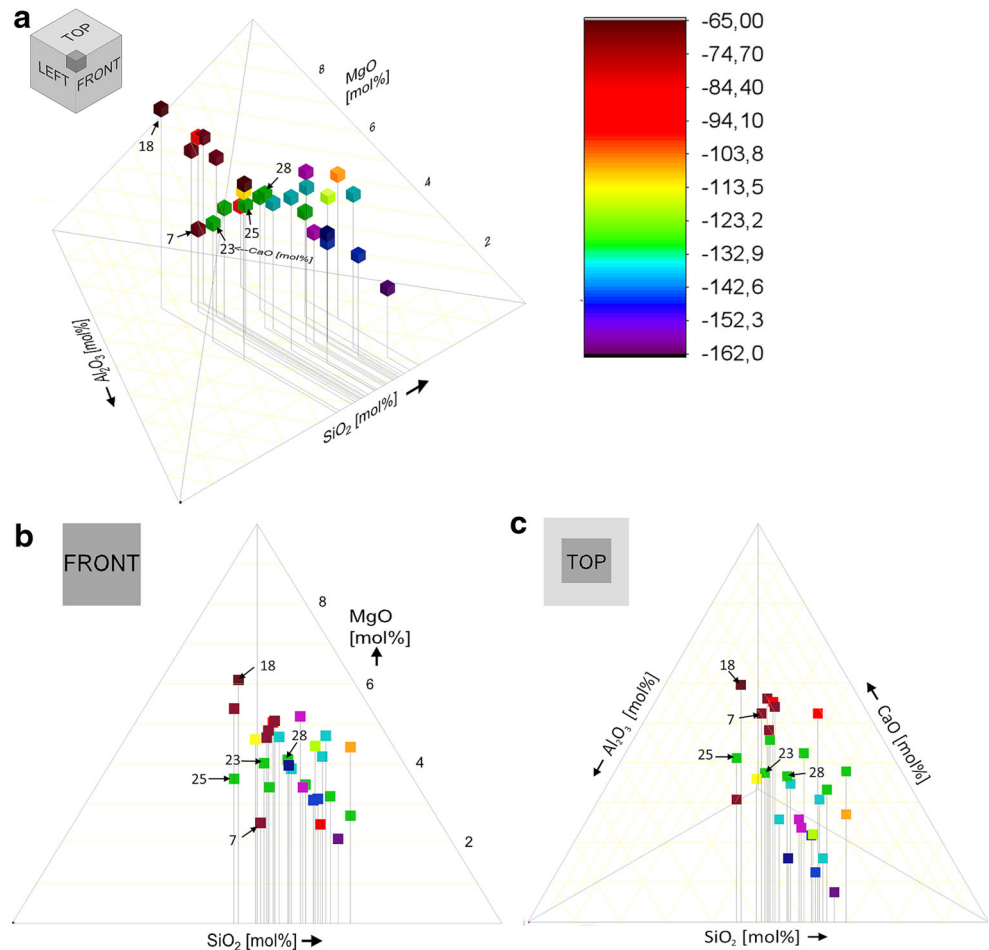 a
TOP
LEFT
FRONT
MgO
[mol%]
8
6
4
2
18
28
25
7
23
<--CaO [mol%]
Al2O3 [mol%]
SiO2 [mol%]
-65,00
-74,70
-84,40
-94,10
-103,8
-113,5
-123,2
-132,9
-142,6
-152,3
-162,0
b
FRONT
8
MgO
[mol%]
18
6
28
23
4
25
7
2
SiO2 [mol%]
c
TOP
18
Al2O3 [mol%]
CaO [mol%]
7
25
23
28
SiO2 [mol%]